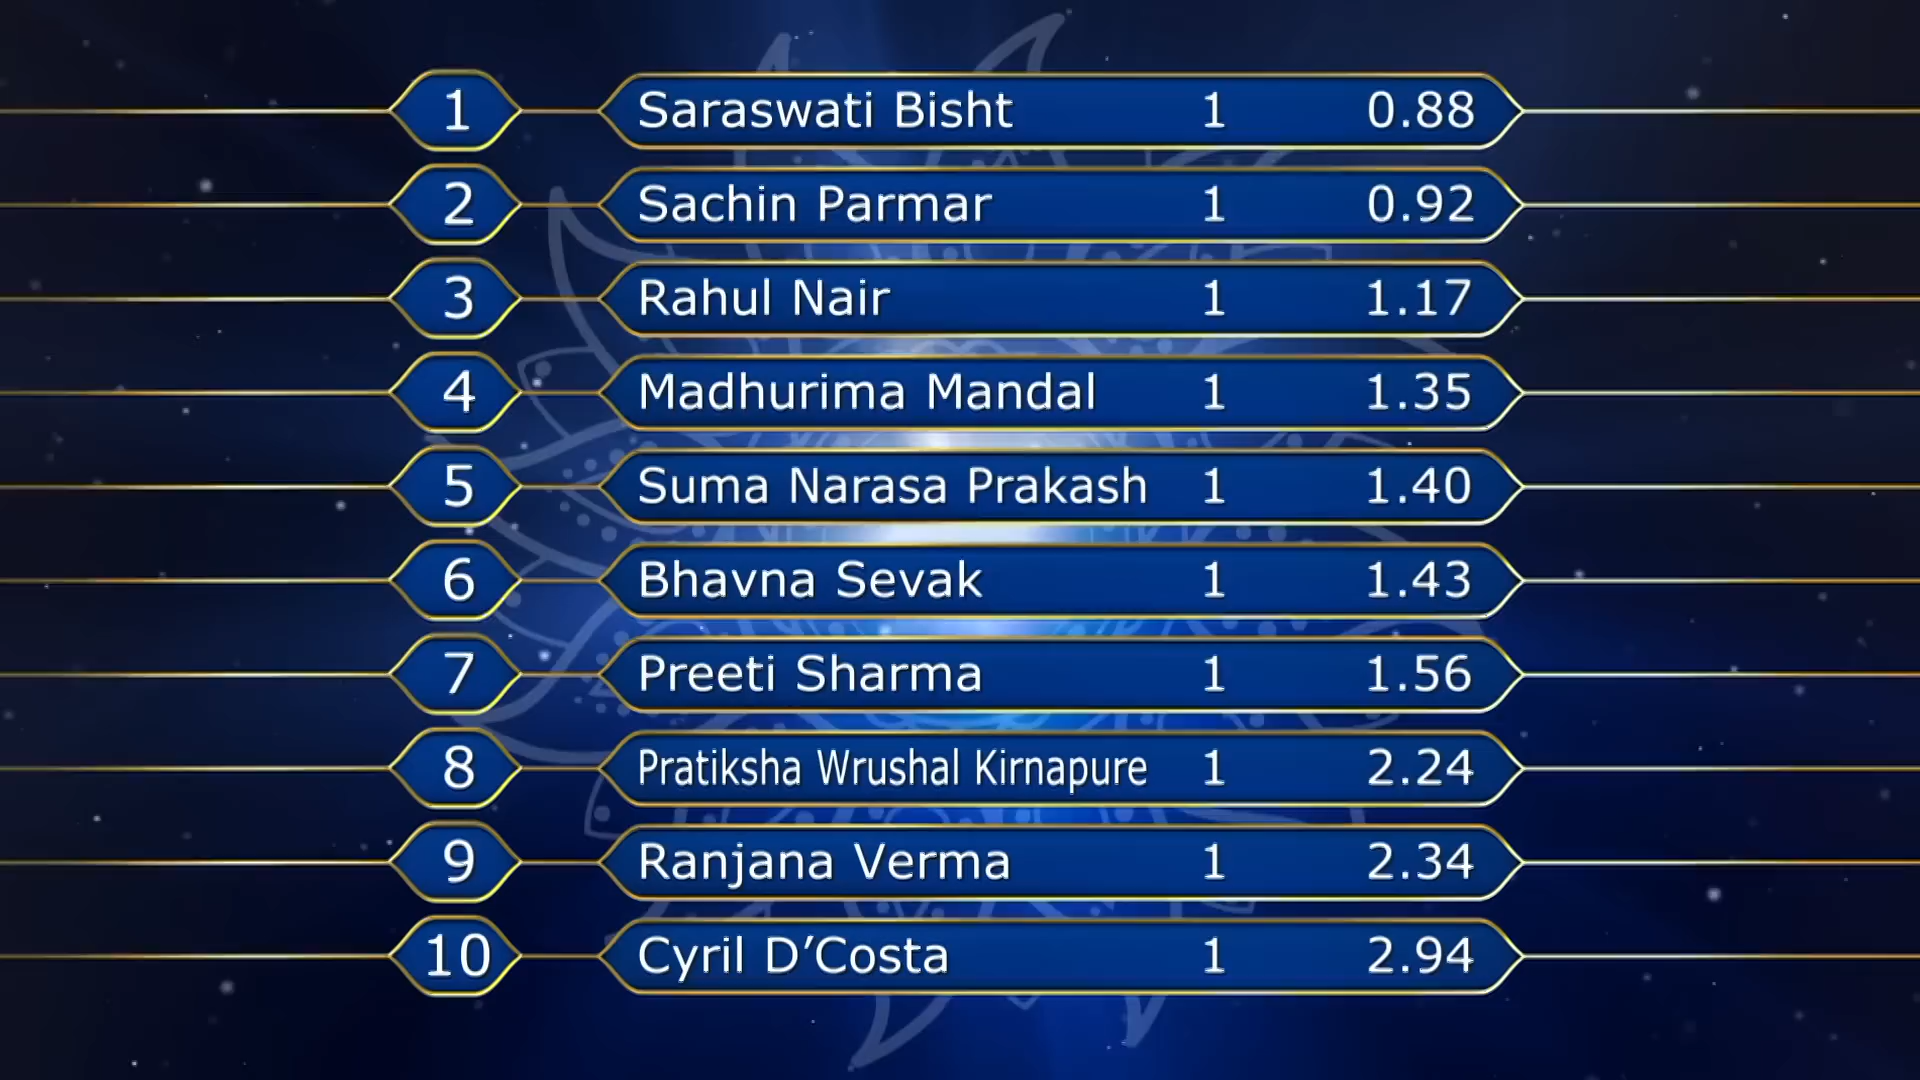 1 Saraswati Bisht 1 0.88
2 Sachin Parmar 1 0.92
3 Rahul Nair 1 1.17
4 Madhurima Mandal 1 1.35
5 Suma Narasa Prakash 1 1.40
6 Bhavna Sevak 1 1.43
7 Preeti Sharma 1 1.56
8 Pratiksha Wrushal Kirnapure 1 2.24
9 Ranjana Verma 1 2.34
10 Cyril D’Costa 1 2.94